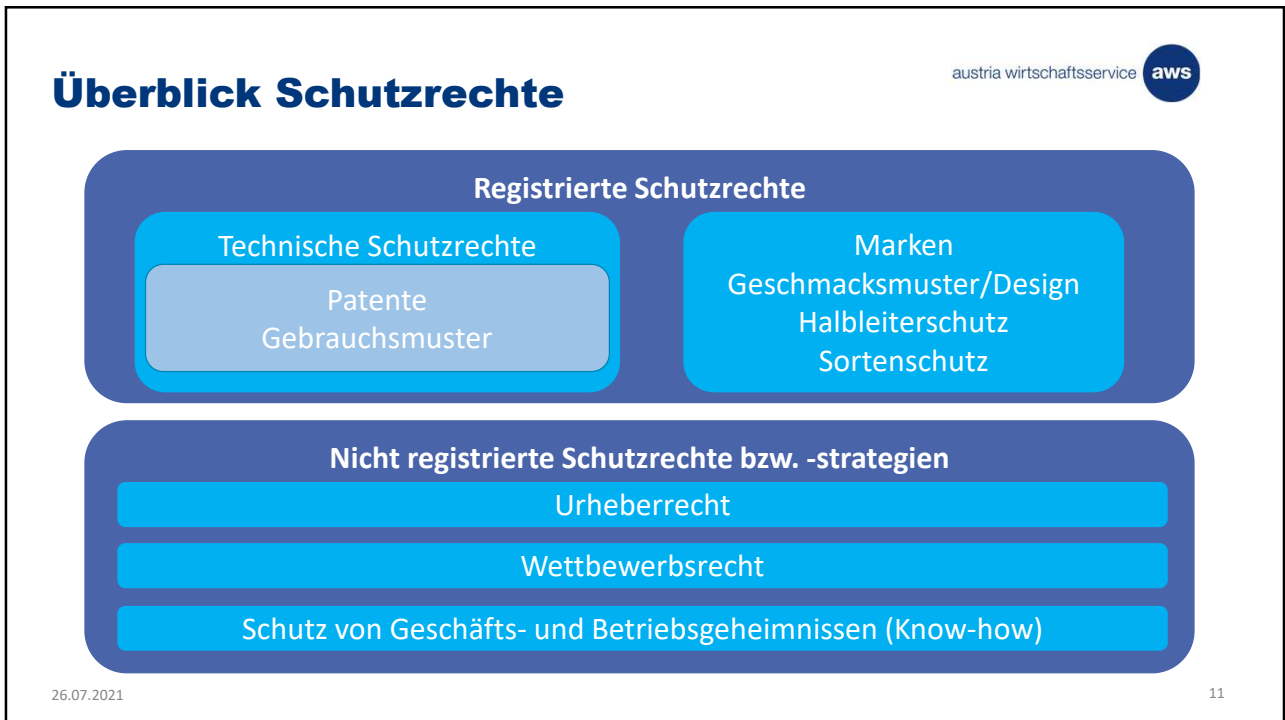 Überblick Schutzrechte
austria wirtschaftsservice aws
Registrierte Schutzrechte
Technische Schutzrechte
Patente
Gebrauchsmuster
Marken
Geschmacksmuster/Design
Halbleiterschutz
Sortenschutz
Nicht registrierte Schutzrechte bzw. -strategien
Urheberrecht
Wettbewerbsrecht
Schutz von Geschäfts- und Betriebsgeheimnissen (Know-how)
26.07.2021
11